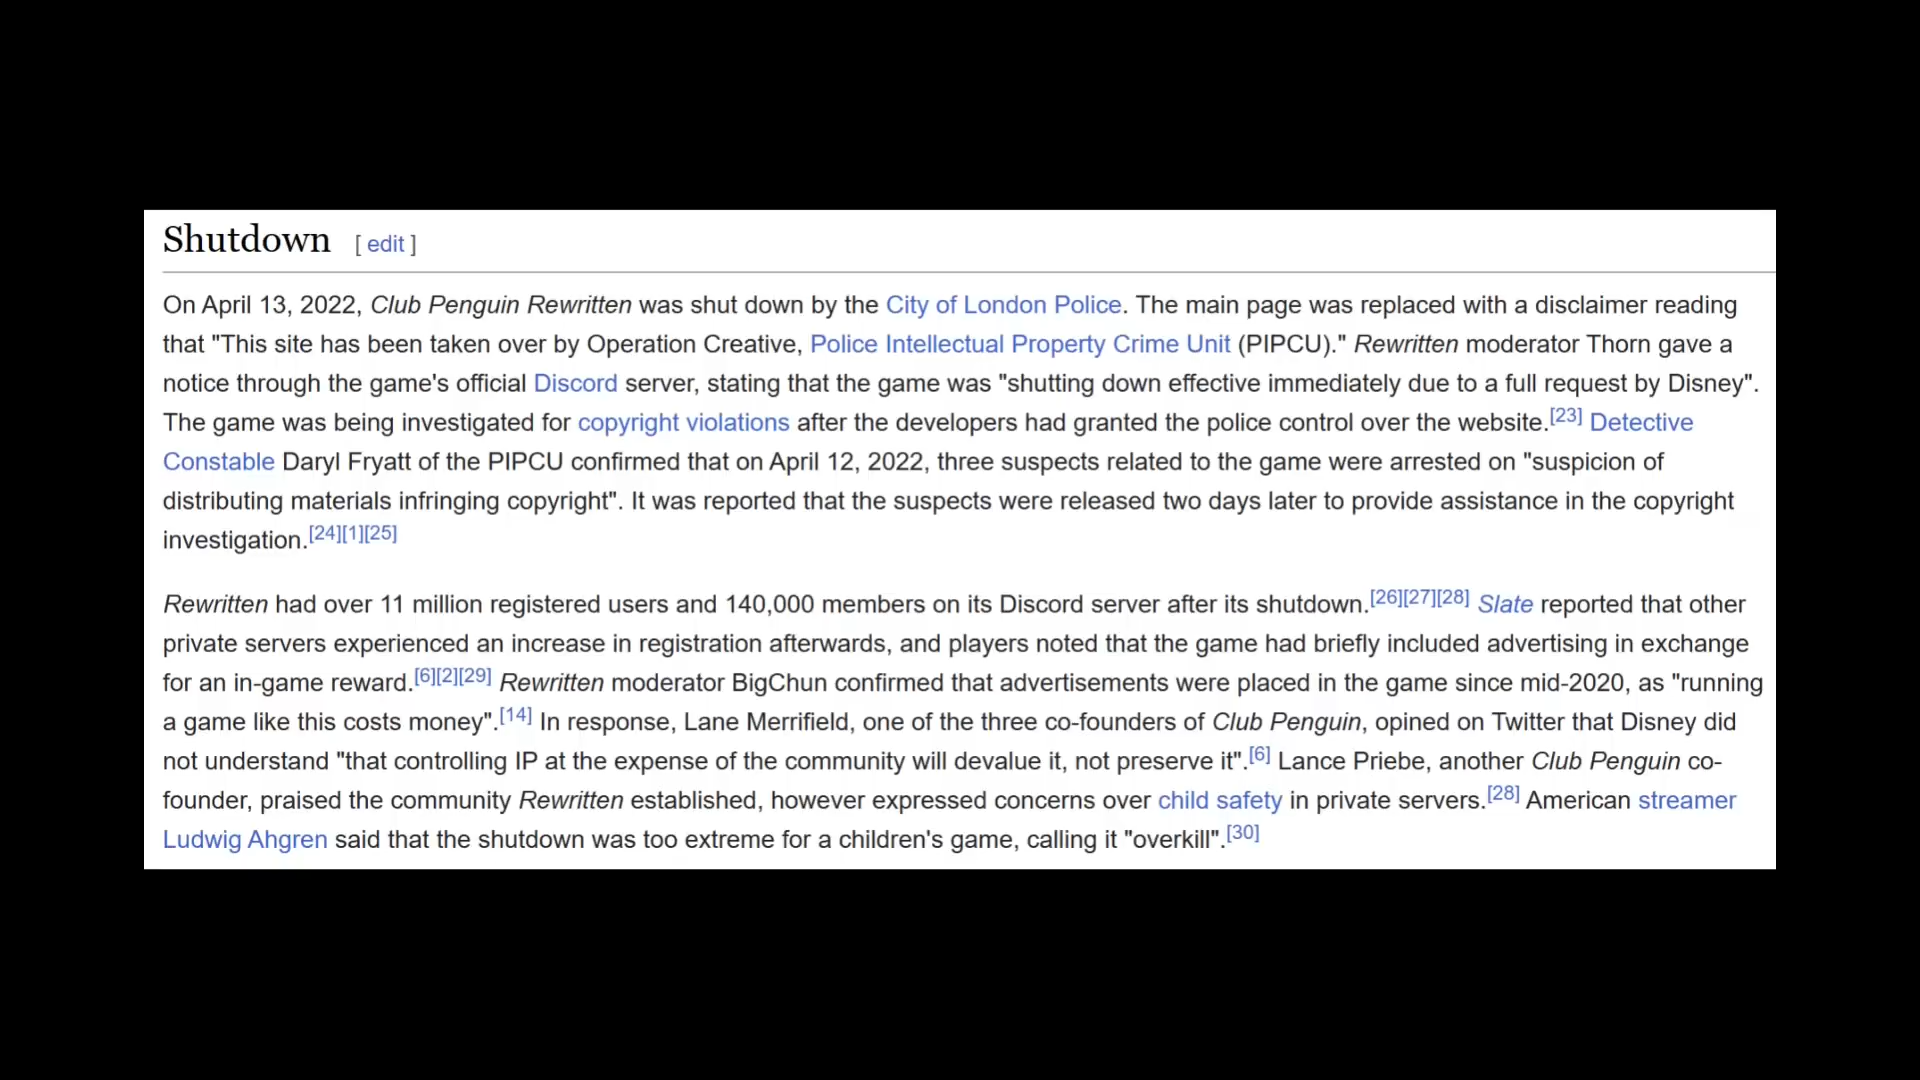 Shutdown [ edit ]
On April 13, 2022, Club Penguin Rewritten was shut down by the City of London Police. The main page was replaced with a disclaimer reading
that "This site has been taken over by Operation Creative, Police Intellectual Property Crime Unit (PIPCU)." Rewritten moderator Thorn gave a
notice through the game's official Discord server, stating that the game was "shutting down effective immediately due to a full request by Disney".
The game was being investigated for copyright violations after the developers had granted the police control over the website.[23] Detective
Constable Daryl Fryatt of the PIPCU confirmed that on April 12, 2022, three suspects related to the game were arrested on "suspicion of
distributing materials infringing copyright". It was reported that the suspects were released two days later to provide assistance in the copyright
investigation.[24][1][25]
Rewritten had over 11 million registered users and 140,000 members on its Discord server after its shutdown.[26][27][28] Slate reported that other
private servers experienced an increase in registration afterwards, and players noted that the game had briefly included advertising in exchange
for an in-game reward.[6][2][29] Rewritten moderator BigChun confirmed that advertisements were placed in the game since mid-2020, as "running
a game like this costs money".[14] In response, Lane Merrifield, one of the three co-founders of Club Penguin, opined on Twitter that Disney did
not understand "that controlling IP at the expense of the community will devalue it, not preserve it".[6] Lance Priebe, another Club Penguin co-
founder, praised the community Rewritten established, however expressed concerns over child safety in private servers.[28] American streamer
Ludwig Ahgren said that the shutdown was too extreme for a children's game, calling it "overkill".[30]